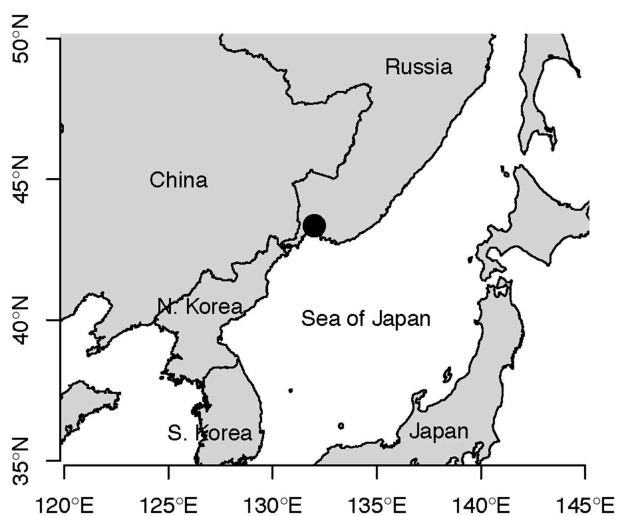 50°N
Russia
45°N
China
N. Korea
40°N
Sea of Japan
S. Korea
Japan
35°N
120°E 125°E 130°E 135°E 140°E 145°E